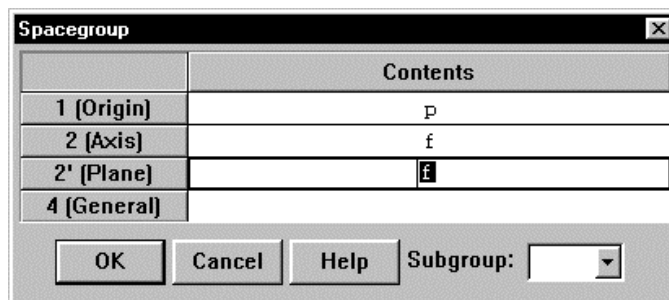 Spacegroup
Contents
1 (Origin) p
2 (Axis) f
2' (Plane) f
4 (General)
OK Cancel Help Subgroup: